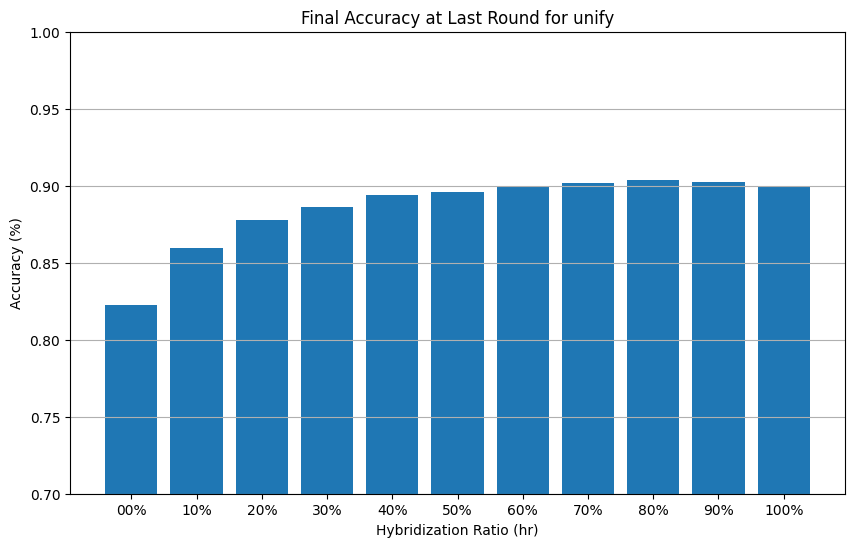 Final Accuracy at Last Round for unify
1.00
0.95
0.90
0.85
0.80
0.75
0.70
Accuracy (%)
00% 10% 20% 30% 40% 50% 60% 70% 80% 90% 100%
Hybridization Ratio (hr)